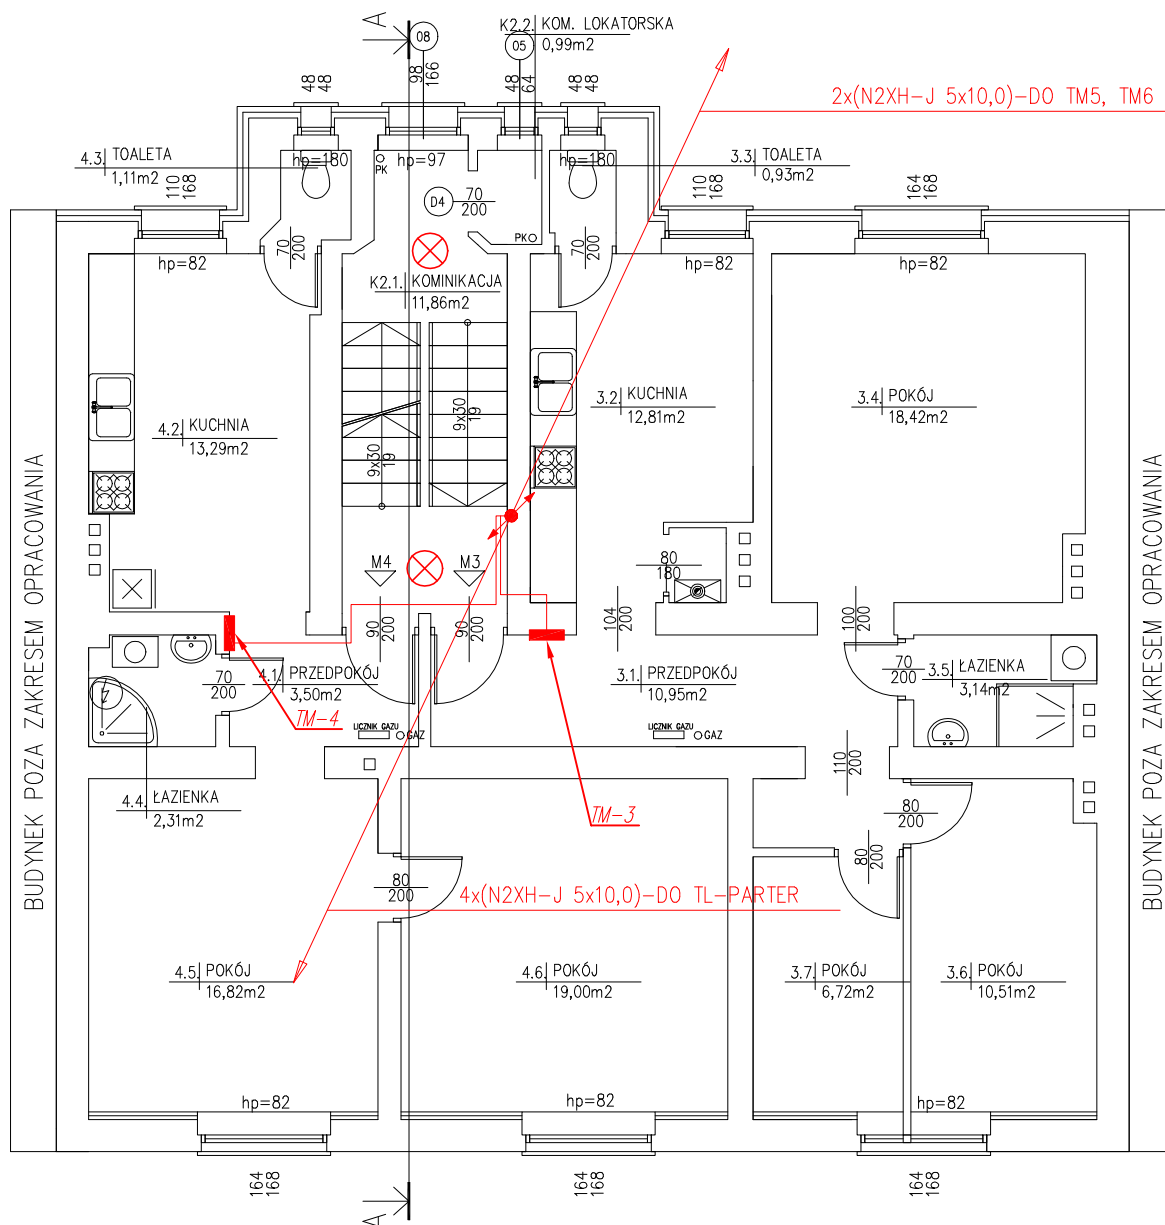 A
08
K2.2. KOM. LOKATORSKA
0,99m2
05
98
166
48
48
48
64
48
48
2x(N2XH-J 5x10,0)-DO TM5, TM6
4.3. TOALETA
1,11m2
hp=180
PK
hp=97
hp=180
3.3. TOALETA
0,93m2
110
168
110
168
164
168
D4
70
200
PK
70
200
70
200
hp=82
hp=82
hp=82
K2.1. KOMINIKACJA
11,86m2
3.2. KUCHNIA
12,81m2
3.4. POKÓJ
18,42m2
4.2. KUCHNIA
13,29m2
9x30
19
9x30
19
BUDYNEK POZA ZAKRESEM OPRACOWANIA
BUDYNEK POZA ZAKRESEM OPRACOWANIA
M4
M3
80
180
90
200
90
200
104
200
100
200
70
200
4.1. PRZEDPOKÓJ
3,50m2
3.1. PRZEDPOKÓJ
10,95m2
70
200
3.5. ŁAZIENKA
3,14m2
TM-4
LICZNIK GAZU
GAZ
LICZNIK GAZU
GAZ
110
200
4.4. ŁAZIENKA
2,31m2
TM-3
80
200
80
200
80
200
4x(N2XH-J 5x10,0)-DO TL-PARTER
4.5. POKÓJ
16,82m2
4.6. POKÓJ
19,00m2
3.7. POKÓJ
6,72m2
3.6. POKÓJ
10,51m2
hp=82
hp=82
hp=82
164
168
164
168
164
168
A